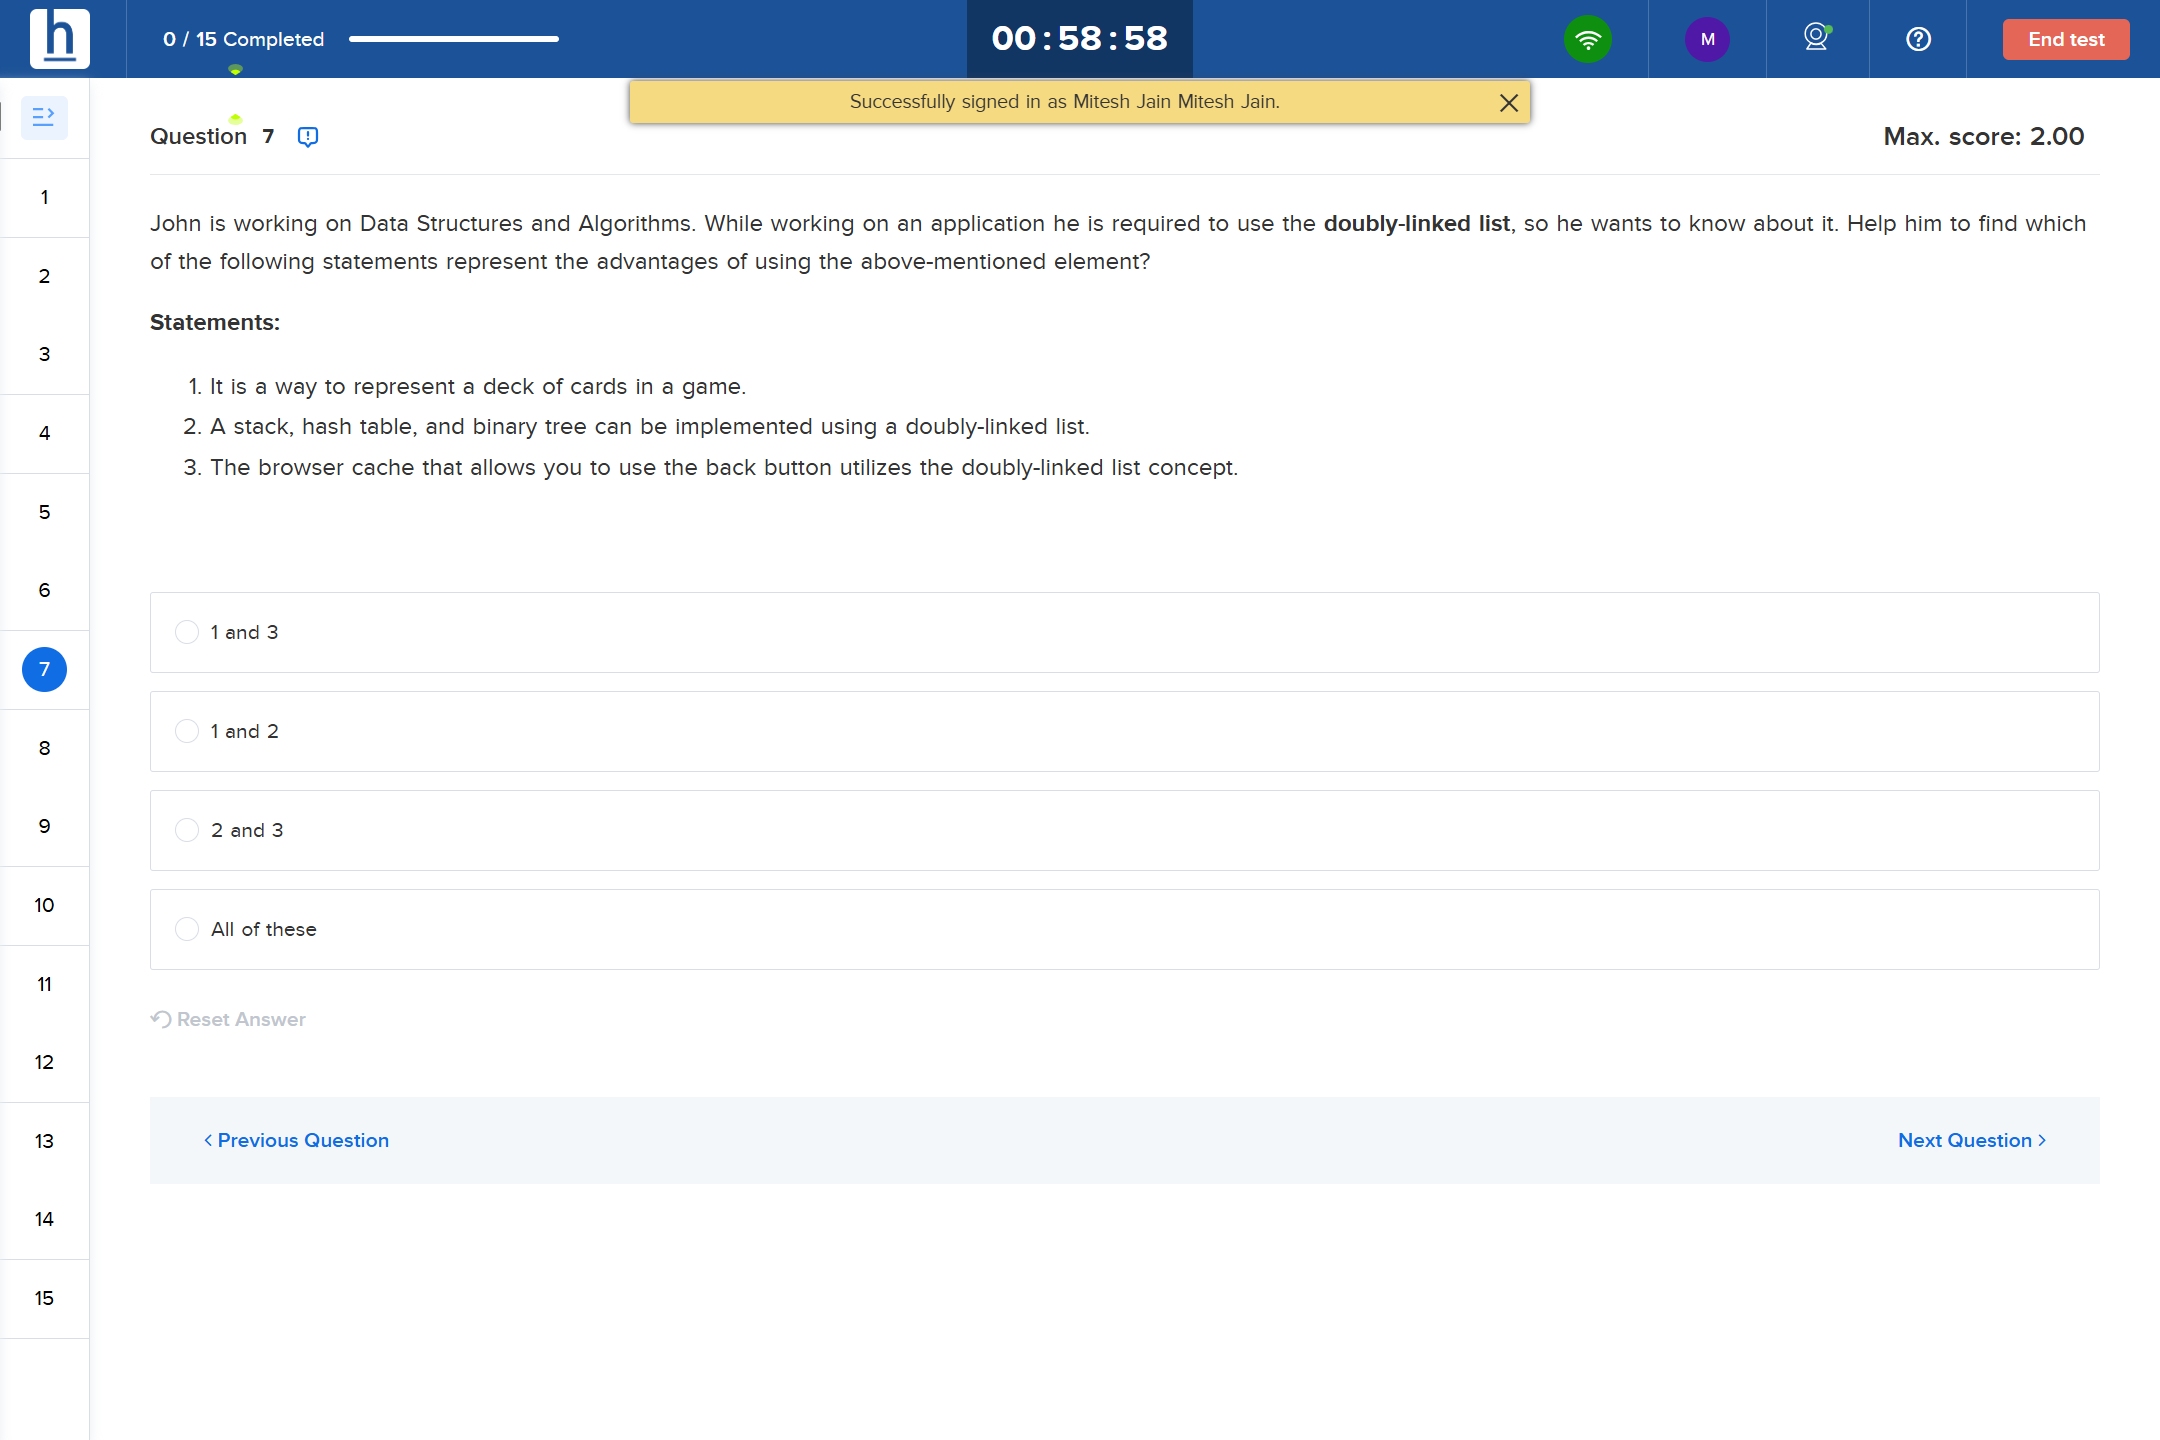 h
0 / 15 Completed
00:58:58
M
End test
Successfully signed in as Mitesh Jain Mitesh Jain.
Question 7
Max. score: 2.00
John is working on Data Structures and Algorithms. While working on an application he is required to use the doubly-linked list, so he wants to know about it. Help him to find which
of the following statements represent the advantages of using the above-mentioned element?
Statements:
1. It is a way to represent a deck of cards in a game.
2. A stack, hash table, and binary tree can be implemented using a doubly-linked list.
3. The browser cache that allows you to use the back button utilizes the doubly-linked list concept.
1 and 3
1 and 2
2 and 3
All of these
Reset Answer
Previous Question
Next Question
1
2
3
4
5
6
7
8
9
10
11
12
13
14
15